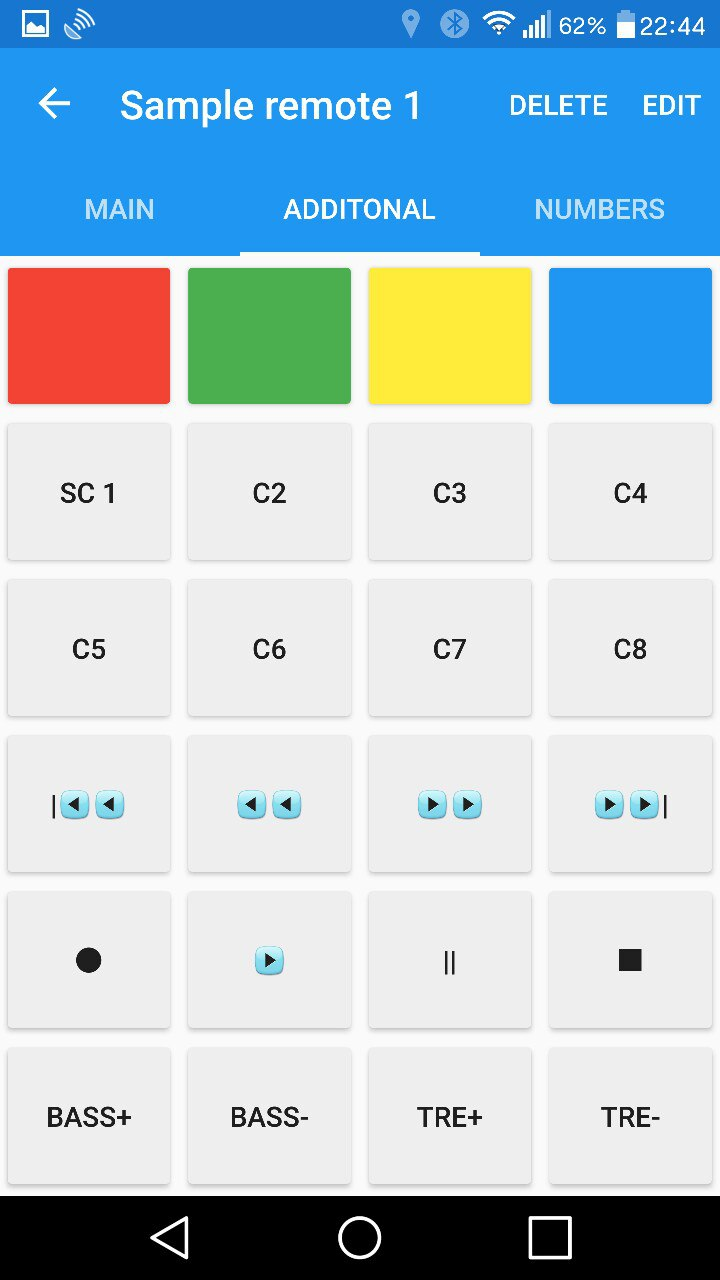 62% 22:44
Sample remote 1 DELETE EDIT
MAIN ADDITONAL NUMBERS
SC 1 C2 C3 C4
C5 C6 C7 C8
|◀◀ ◀◀ ▶▶ ▶▶|
● ▶ || ■
BASS+ BASS- TRE+ TRE-